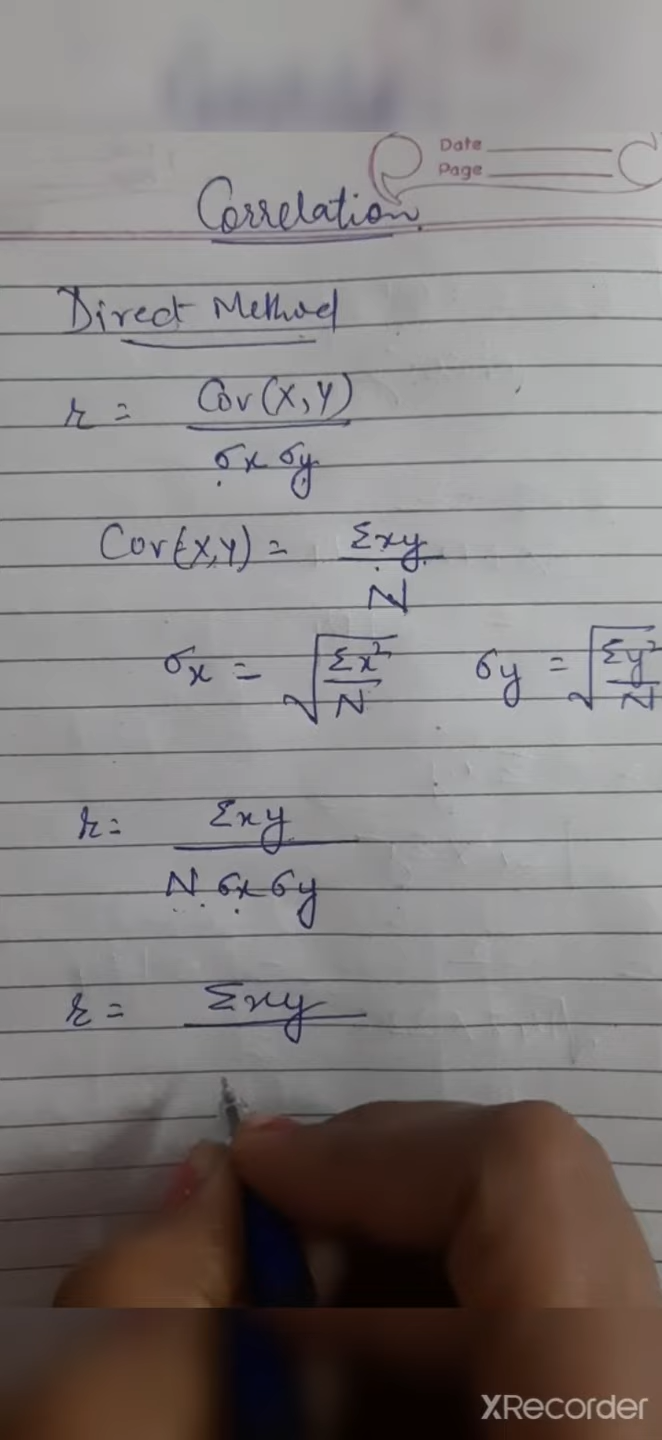 Date
Page
Correlation
Direct Method
r = Cov(X,Y)
σx σy
Cov(X,Y) = Σxy
N
σx = √Σx²/N σy = √Σy²/N
r = Σxy
N σx σy
r = Σxy
XRecorder